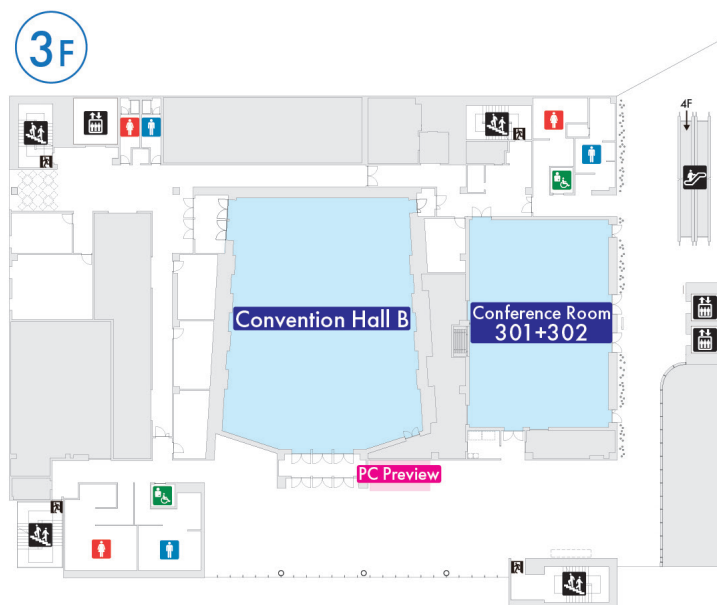 3F
4F
Convention Hall B
Conference Room
301+302
PC Preview